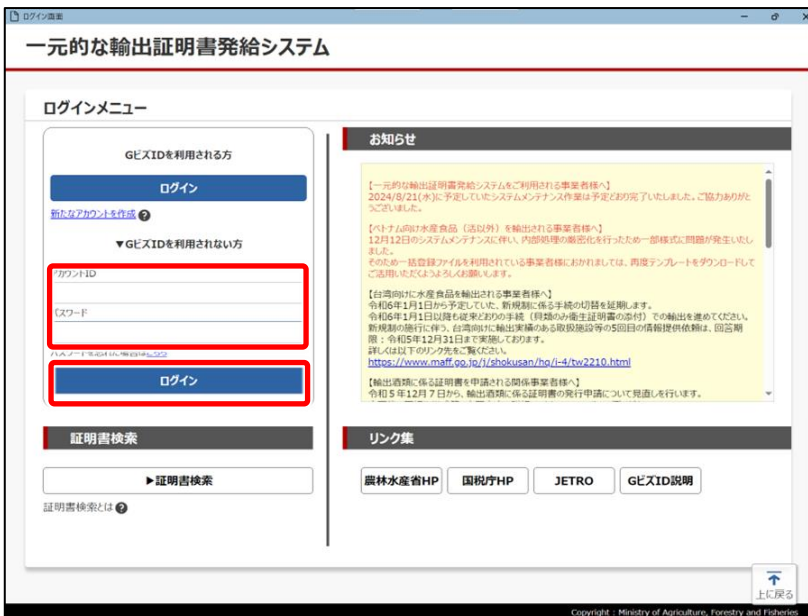 ログイン画面
一元的な輸出証明書発給システム
ログインメニュー
GビズIDを利用される方
ログイン
新たなアカウントを作成 ?
▼GビズIDを利用されない方
アカウントID
パスワード
パスワードを忘れた場合はこちら
ログイン
証明書検索
▶証明書検索
証明書検索とは ?
お知らせ
【一元的な輸出証明書発給システムをご利用される事業者様へ】
2024/8/21(水)に予定していたシステムメンテナンス作業は予定どおり完了いたしました。ご協力ありがと
うございました。
【ベトナム向け水産食品（活以外）を輸出される事業者様へ】
12月12日のシステムメンテナンスに伴い、内部処理の厳密化を行ったため一部様式に問題が発生いたし
ました。
そのため一括登録ファイルを利用されている事業者様におかれましては、再度テンプレートをダウンロードして
ご活用いただくようよろしくお願いします。
【台湾向けに水産食品を輸出される事業者様へ】
令和6年1月1日から予定していた、新規制に係る手続の切替を延期します。
令和6年1月1日以降も従来どおりの手続（貝類のみ衛生証明書の添付）での輸出を進めてください。
新規制の施行に伴う、台湾向けに輸出実績のある取扱施設等の5回目の情報提供依頼は、回答期
限：令和5年12月31日まで実施しております。
詳しくは以下のリンク先をご覧ください。
https://www.maff.go.jp/j/shokusan/hq/i-4/tw2210.html
【輸出酒類に係る証明書を申請される関係事業者様へ】
令和５年12月７日から、輸出酒類に係る証明書の発行申請について見直しを行います。
リンク集
農林水産省HP
国税庁HP
JETRO
GビズID説明
上に戻る
Copyright : Ministry of Agriculture, Forestry and Fisheries